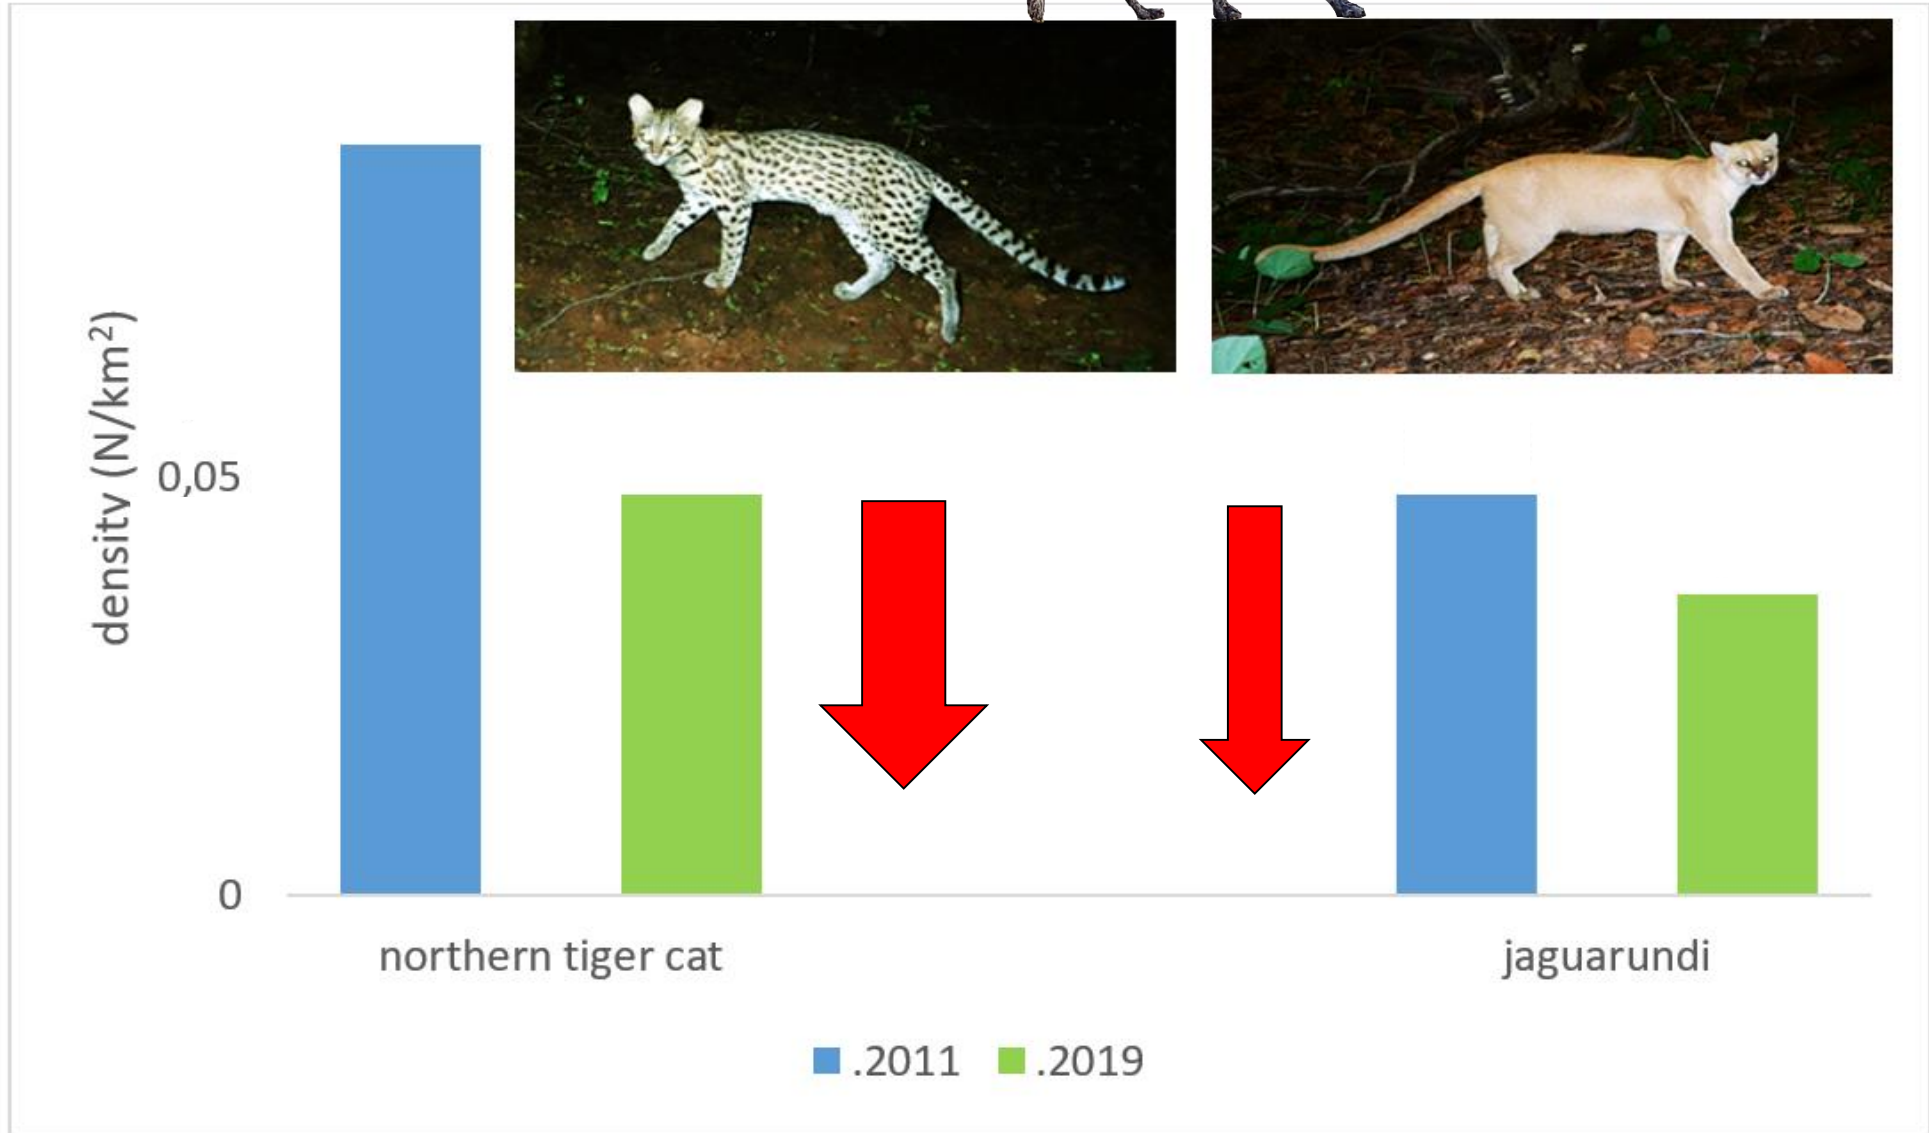 density (N/km²)
0,05
0
northern tiger cat
jaguarundi
.2011
.2019